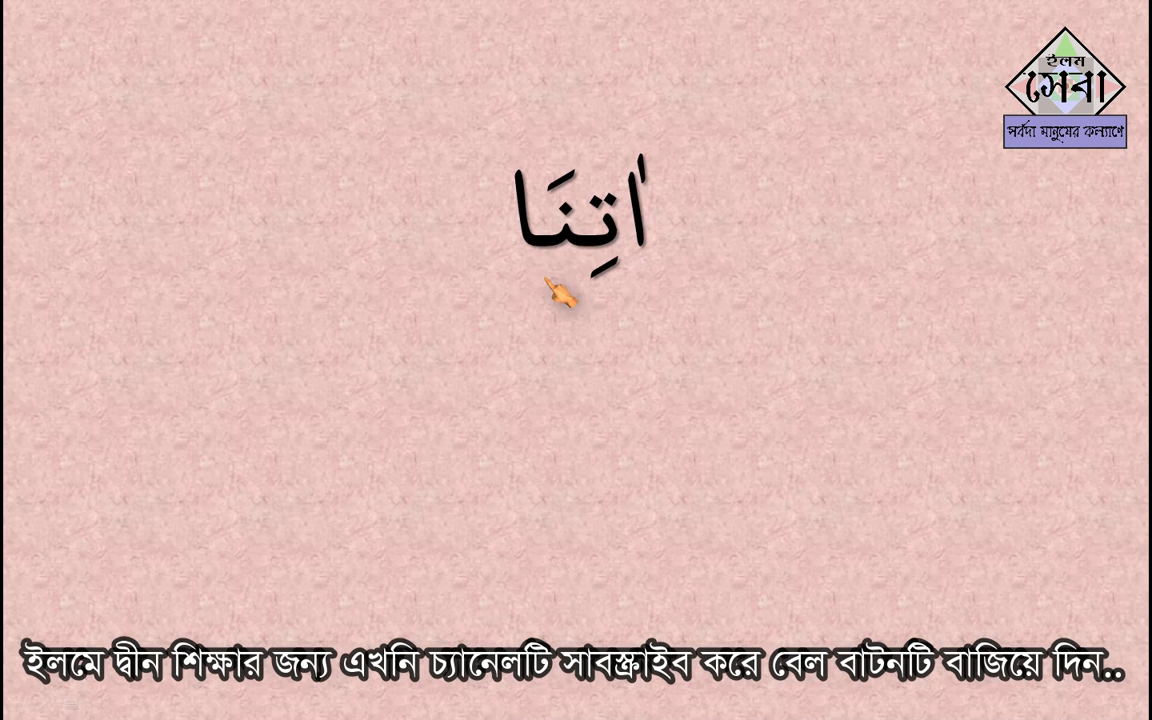 ইলম
সেবা
সর্বদা মানুষের কল্যাণে
اٰتِنَا
ইলমে দ্বীন শিক্ষার জন্য এখনি চ্যানেলটি সাবস্ক্রাইব করে বেল বাটনটি বাজিয়ে দিন..